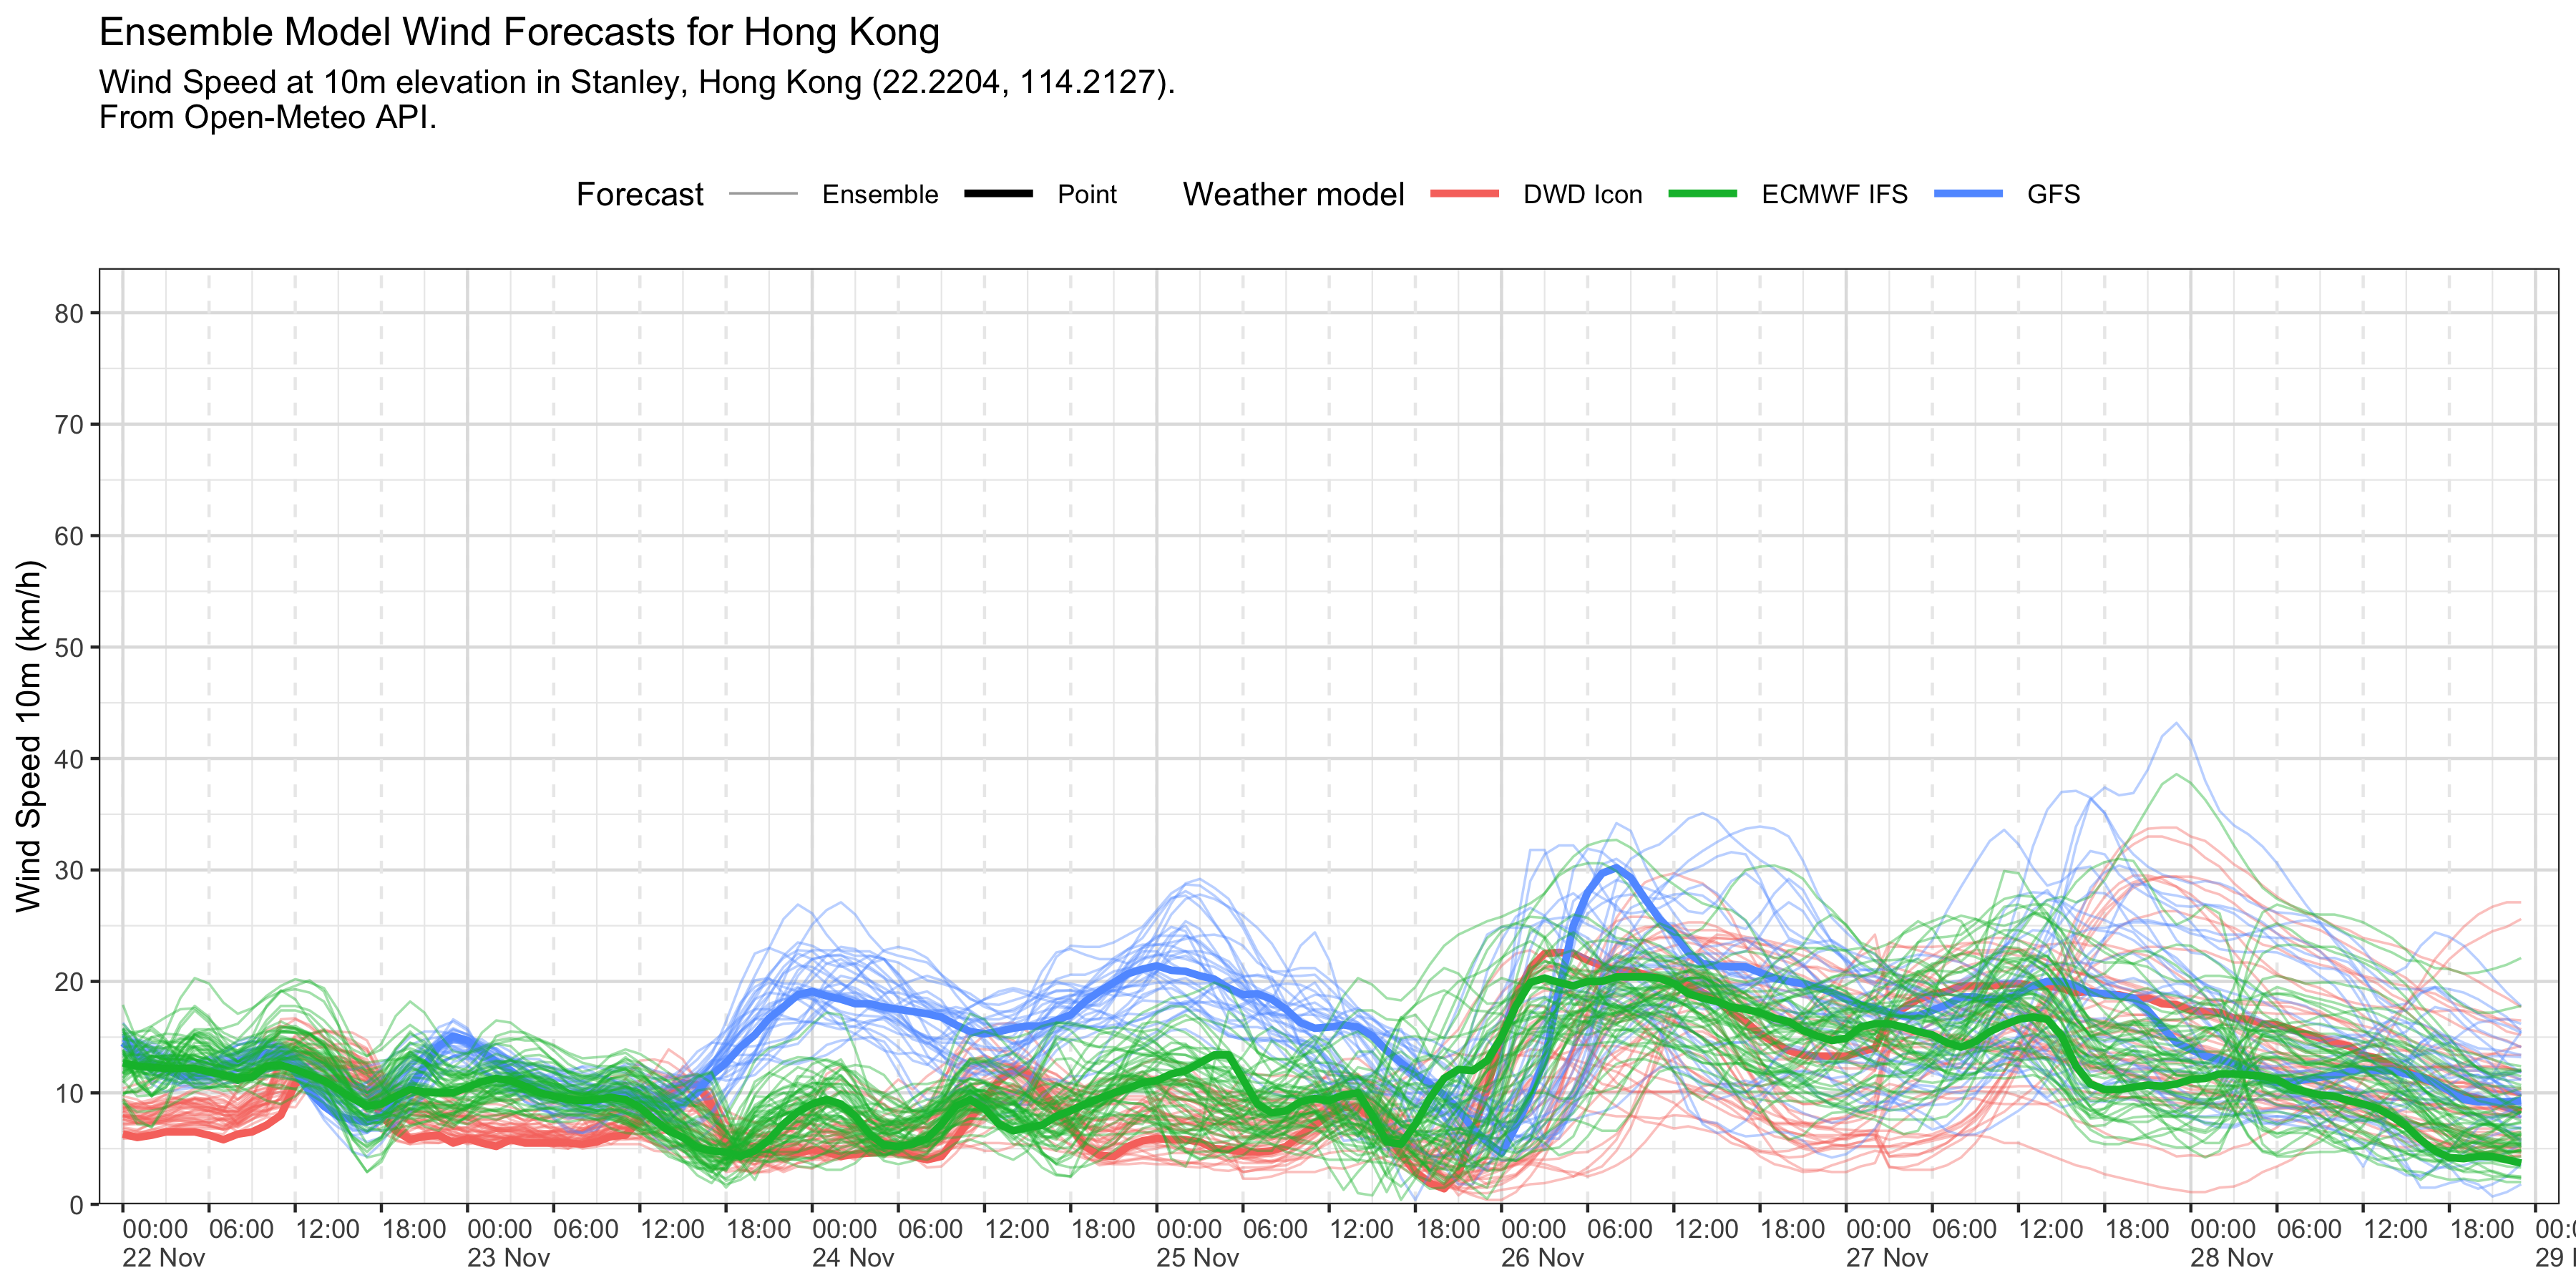 Ensemble Model Wind Forecasts for Hong Kong
Wind Speed at 10m elevation in Stanley, Hong Kong (22.2204, 114.2127).
From Open-Meteo API.
Forecast Ensemble Point Weather model DWD Icon ECMWF IFS GFS
Wind Speed 10m (km/h)
80
70
60
50
40
30
20
10
0
00:00 06:00 12:00 18:00 00:00 06:00 12:00 18:00 00:00 06:00 12:00 18:00 00:00 06:00 12:00 18:00 00:00 06:00 12:00 18:00 00:00 06:00 12:00 18:00 00:00 06:00 12:00 18:00
22 Nov 23 Nov 24 Nov 25 Nov 26 Nov 27 Nov 28 Nov 29